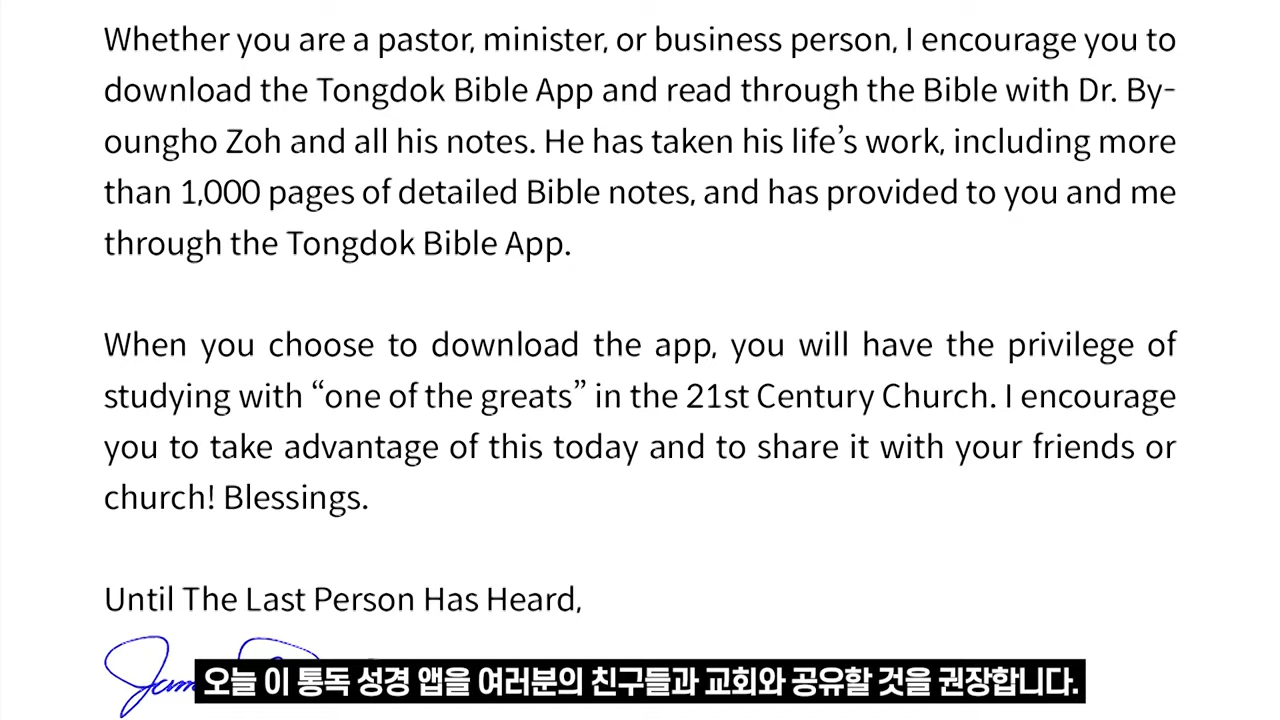 Whether you are a pastor, minister, or business person, I encourage you to
download the Tongdok Bible App and read through the Bible with Dr. By-
oungho Zoh and all his notes. He has taken his life’s work, including more
than 1,000 pages of detailed Bible notes, and has provided to you and me
through the Tongdok Bible App.
When you choose to download the app, you will have the privilege of
studying with “one of the greats” in the 21st Century Church. I encourage
you to take advantage of this today and to share it with your friends or
church! Blessings.
Until The Last Person Has Heard,
오늘 이 통독 성경 앱을 여러분의 친구들과 교회와 공유할 것을 권장합니다.